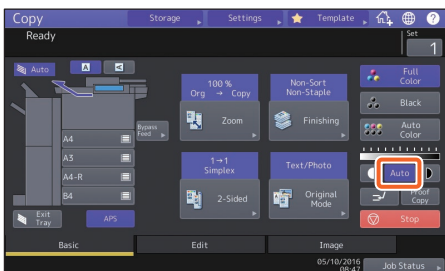 Copy
Storage
Settings
Template
?
Ready
Set
1
Auto
A
A
100 %
Org → Copy
Zoom
Non-Sort
Non-Staple
Finishing
Full
Color
Black
Auto
Color
Bypass
Feed
A4
A3
A4-R
B4
1→1
Simplex
2-Sided
Text/Photo
Original
Mode
Auto
Proof
Copy
Exit
Tray
APS
Stop
Basic
Edit
Image
05/10/2016
08:47
Job Status